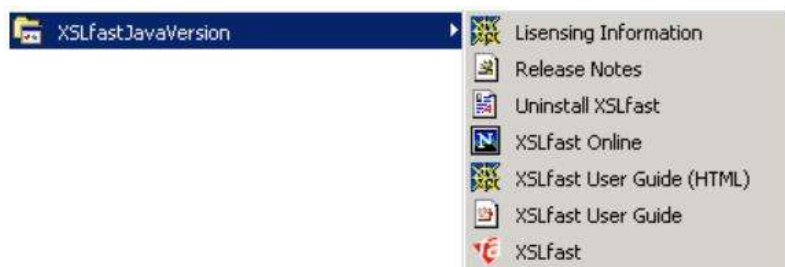 XSLfastJavaVersion
Lisensing Information
Release Notes
Uninstall XSLfast
XSLfast Online
XSLfast User Guide (HTML)
XSLfast User Guide
XSLfast